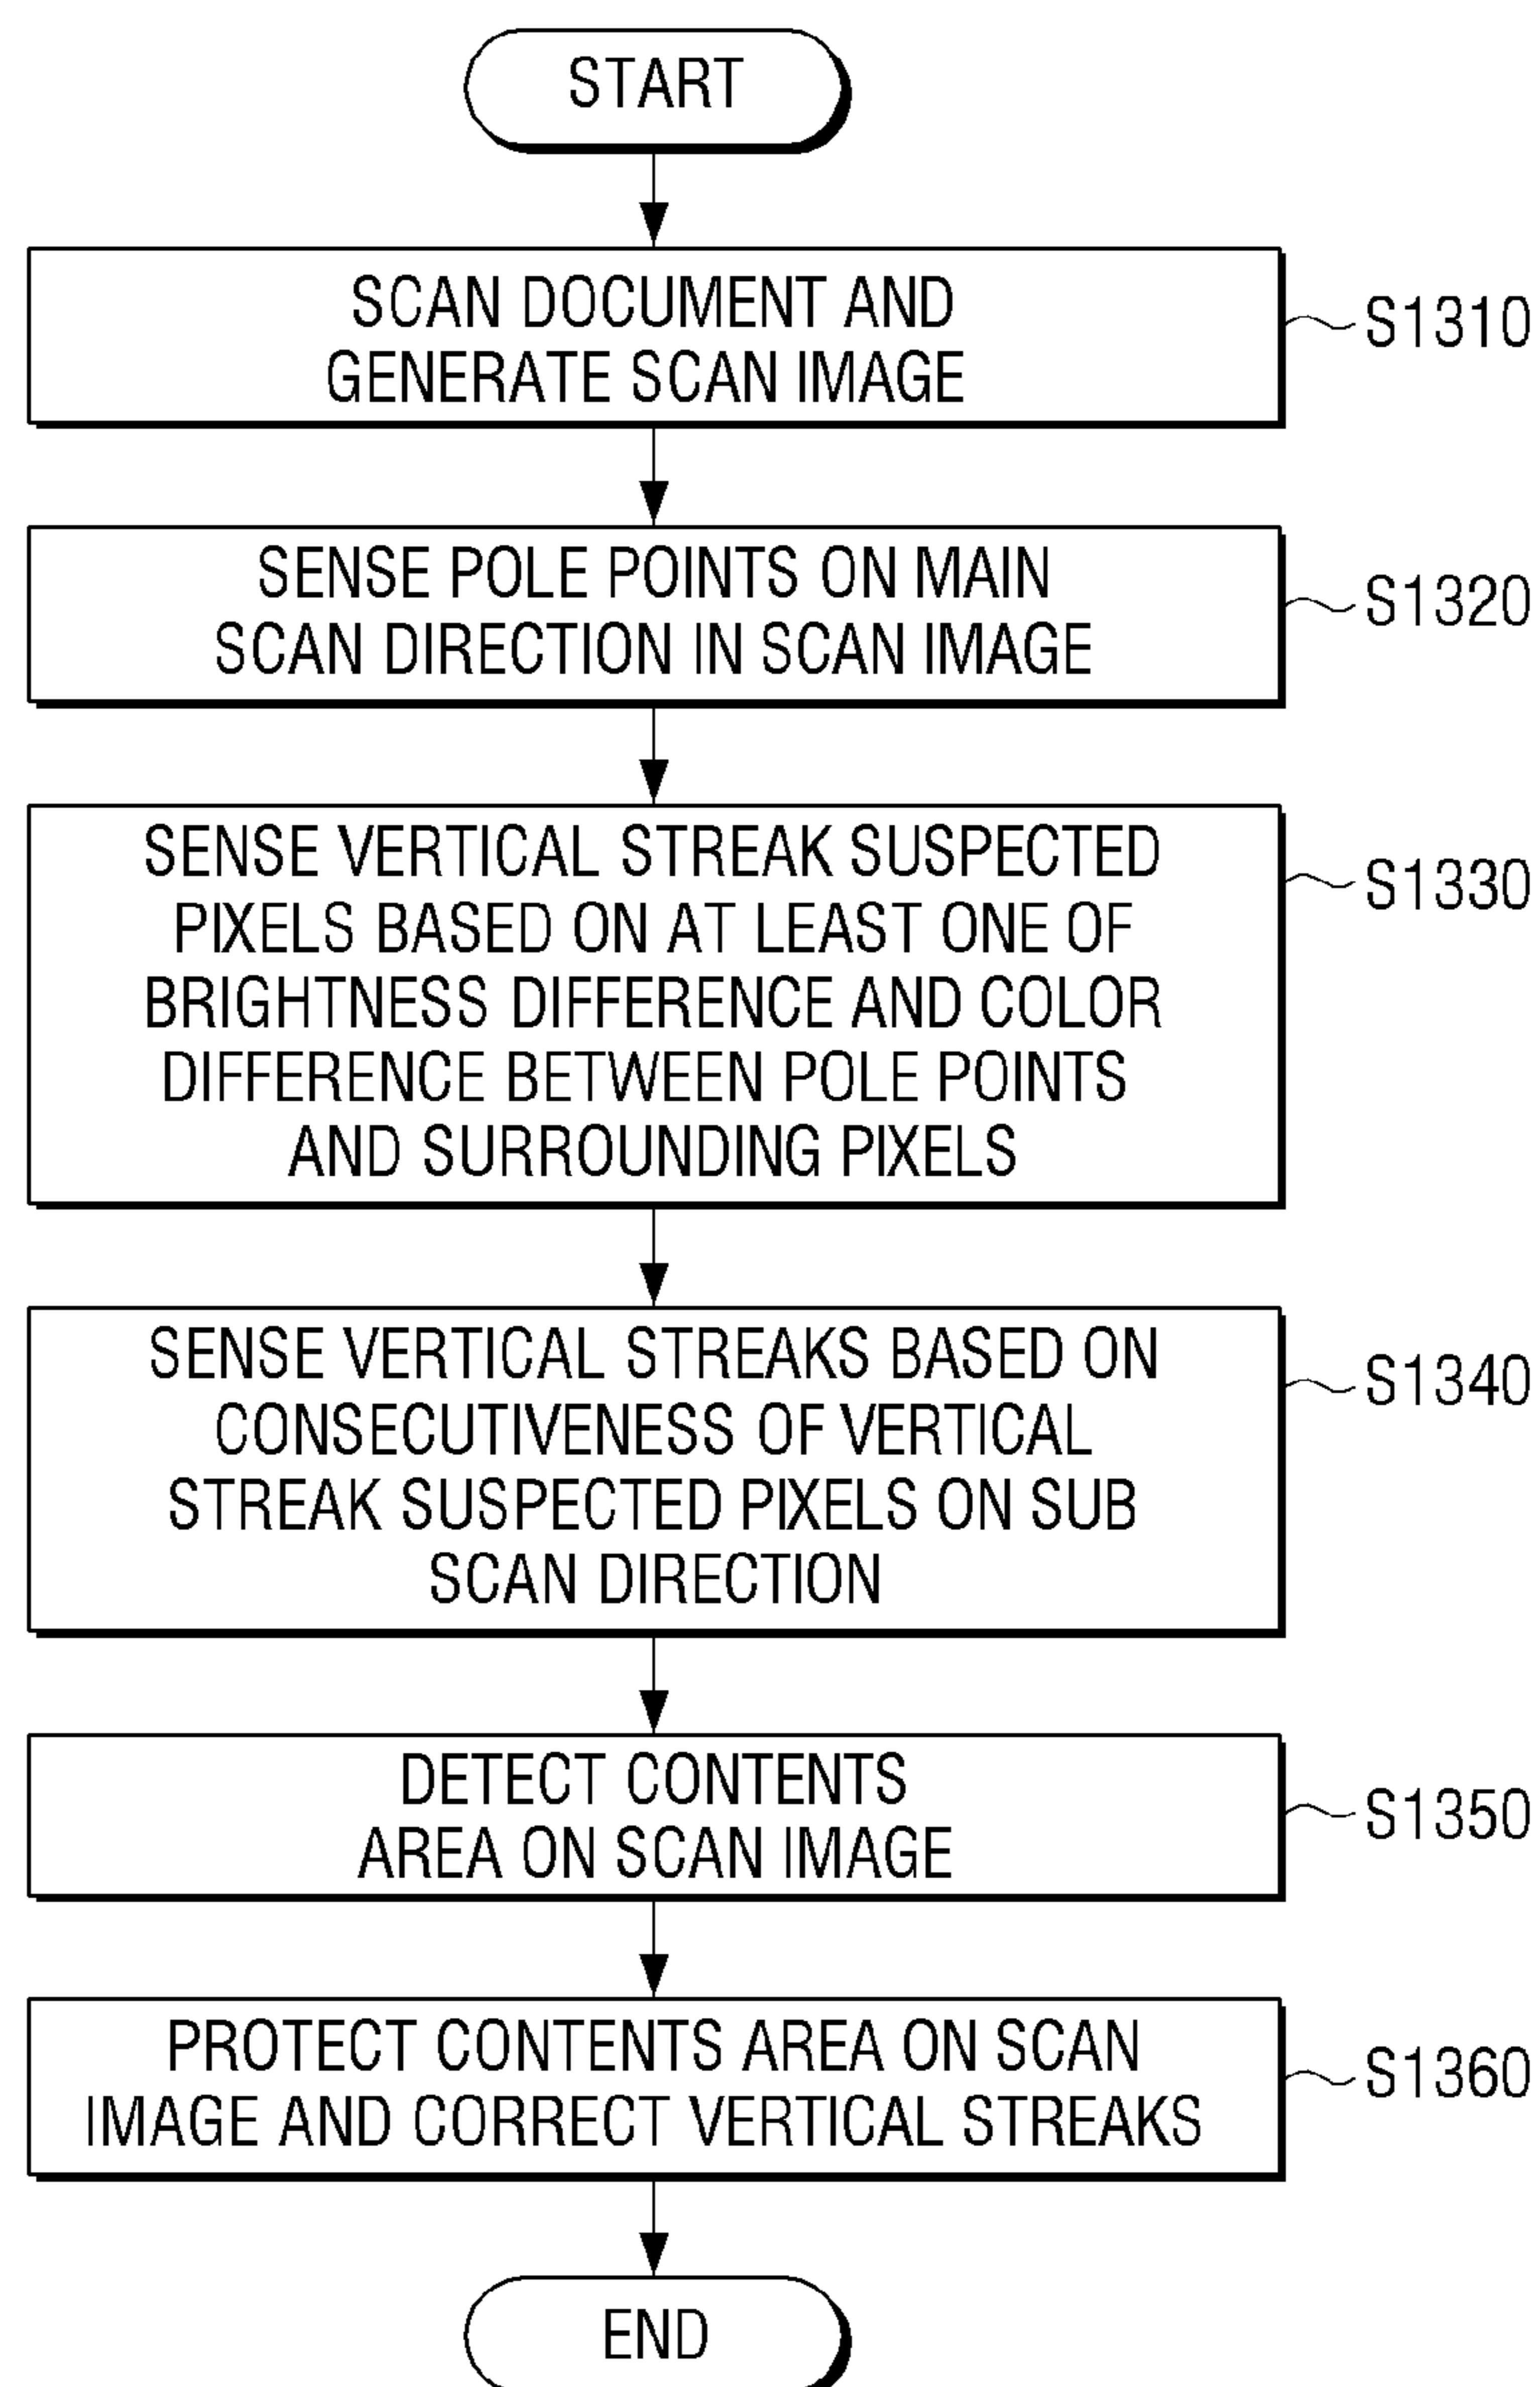 START
SCAN DOCUMENT AND
GENERATE SCAN IMAGE
S1310
SENSE POLE POINTS ON MAIN
SCAN DIRECTION IN SCAN IMAGE
S1320
SENSE VERTICAL STREAK SUSPECTED
PIXELS BASED ON AT LEAST ONE OF
BRIGHTNESS DIFFERENCE AND COLOR
DIFFERENCE BETWEEN POLE POINTS
AND SURROUNDING PIXELS
S1330
SENSE VERTICAL STREAKS BASED ON
CONSECUTIVENESS OF VERTICAL
STREAK SUSPECTED PIXELS ON SUB
SCAN DIRECTION
S1340
DETECT CONTENTS
AREA ON SCAN IMAGE
S1350
PROTECT CONTENTS AREA ON SCAN
IMAGE AND CORRECT VERTICAL STREAKS
S1360
END